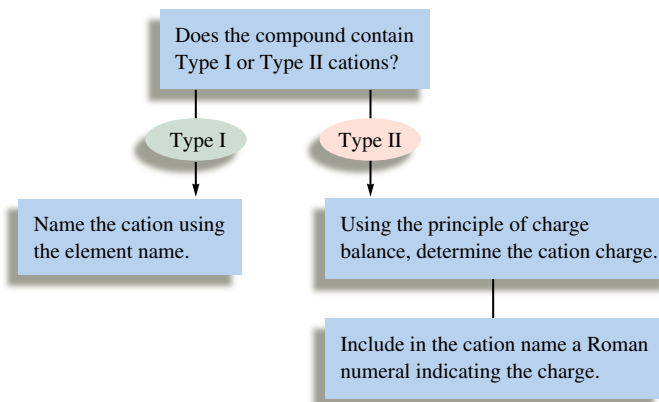 Does the compound contain
Type I or Type II cations?
Type I
Type II
Name the cation using
the element name.
Using the principle of charge
balance, determine the cation charge.
Include in the cation name a Roman
numeral indicating the charge.